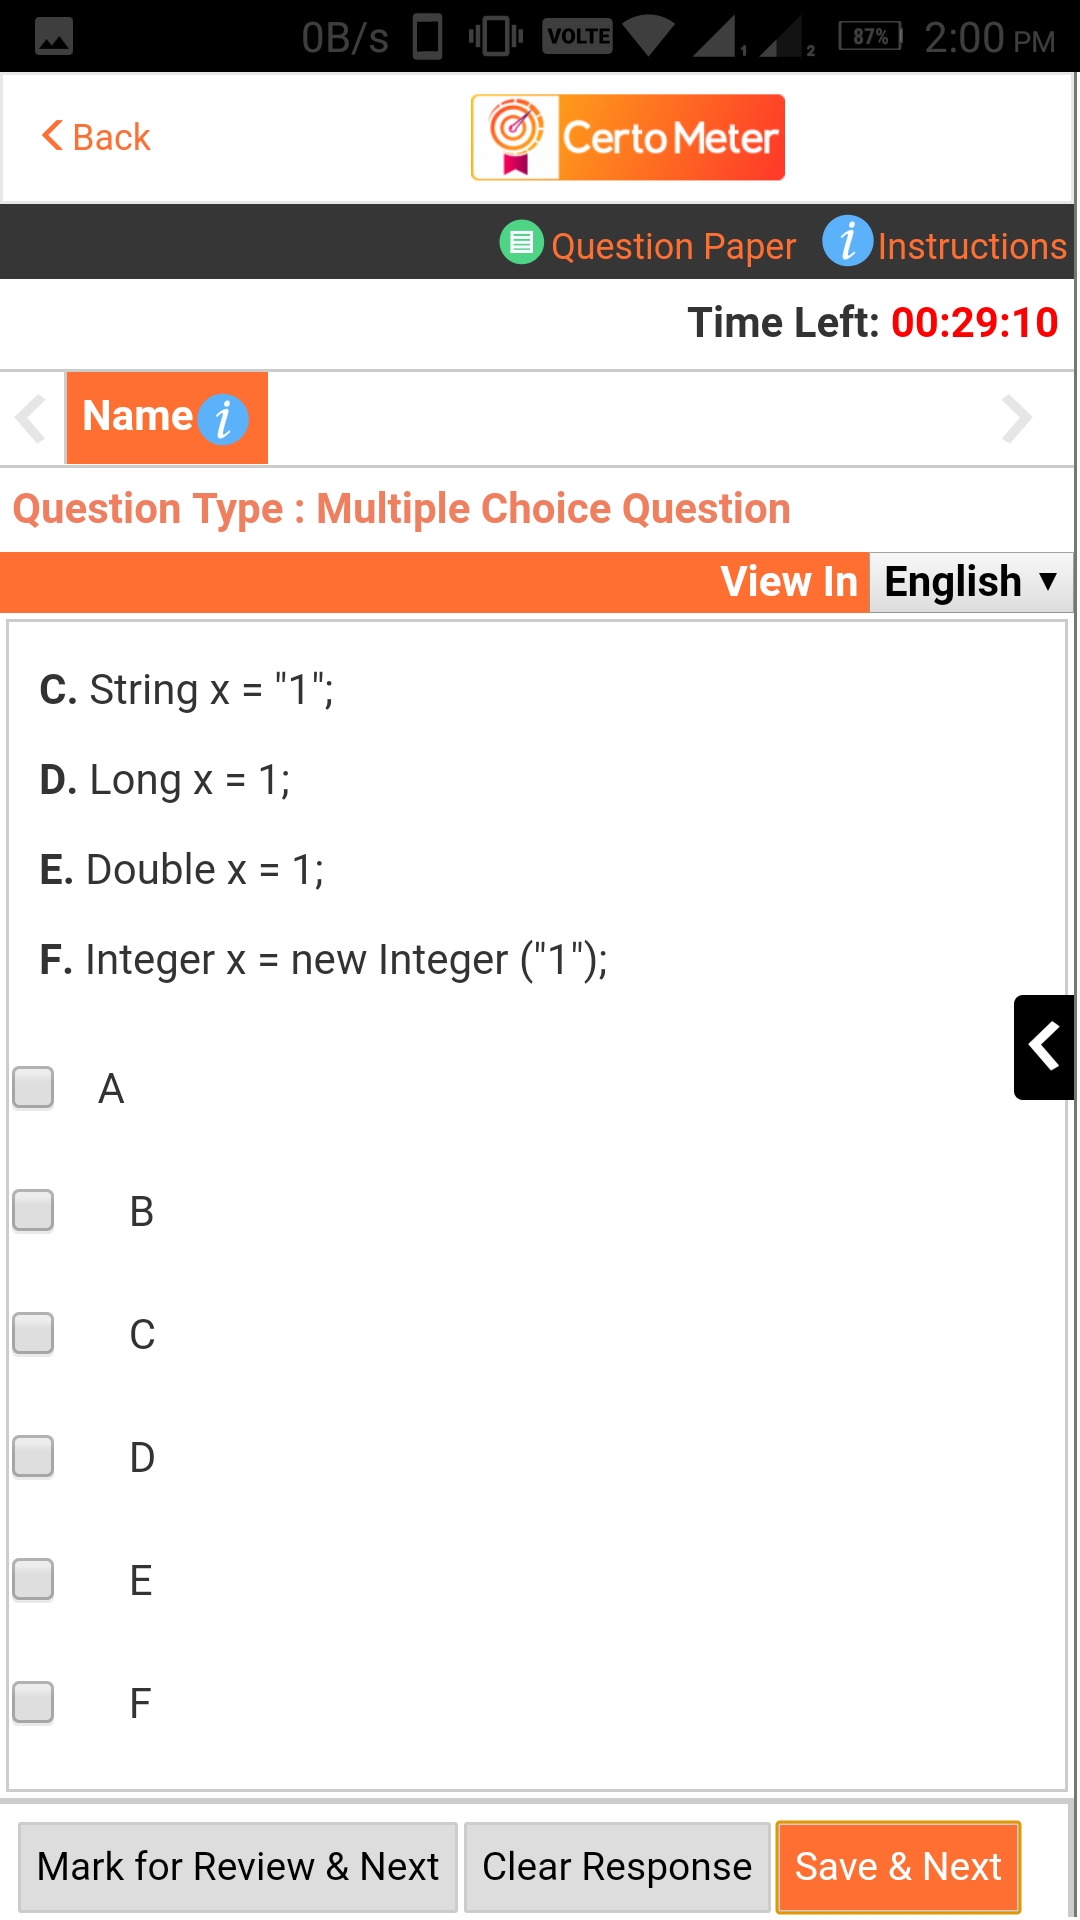 0B/s VOLTE 1 2 87% 2:00 PM
Back
Certo Meter
Question Paper i Instructions
Time Left: 00:29:10
Name i
Question Type : Multiple Choice Question
View In English
C. String x = "1";
D. Long x = 1;
E. Double x = 1;
F. Integer x = new Integer ("1");
A
B
C
D
E
F
Mark for Review & Next Clear Response Save & Next